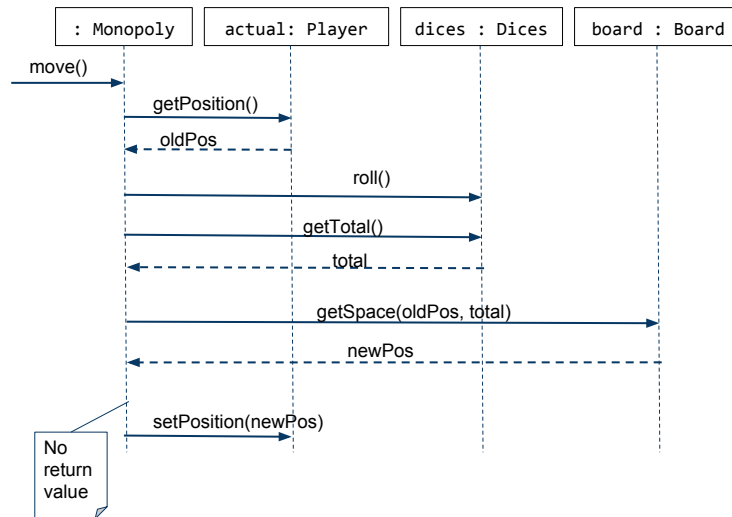 : Monopoly
actual: Player
dices : Dices
board : Board
move()
getPosition()
oldPos
roll()
getTotal()
total
getSpace(oldPos, total)
newPos
setPosition(newPos)
No
return
value